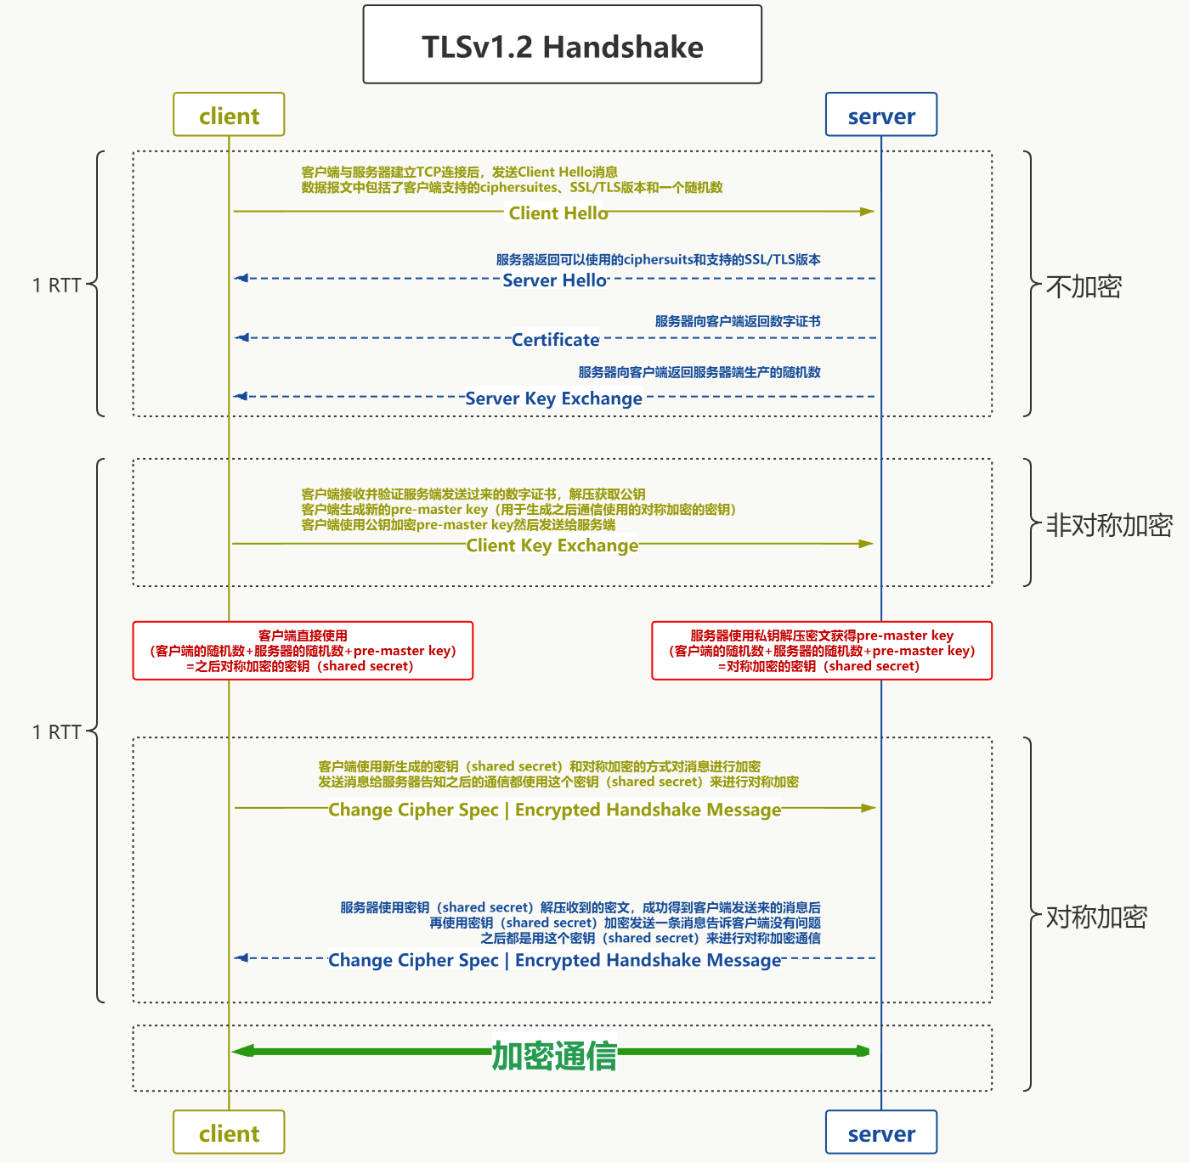 TLSv1.2 Handshake
client
server
客户端与服务器建立TCP连接后，发送Client Hello消息
数据报文中包括了客户端支持的ciphersuites、SSL/TLS版本和一个随机数
Client Hello
服务器返回可以使用的ciphersuits和支持的SSL/TLS版本
Server Hello
1 RTT
不加密
服务器向客户端返回数字证书
Certificate
服务器向客户端返回服务器端生产的随机数
Server Key Exchange
客户端接收并验证服务端发送过来的数字证书，解压获取公钥
客户端生成新的pre-master key（用于生成之后通信使用的对称加密的密钥）
客户端使用公钥加密pre-master key然后发送给服务端
Client Key Exchange
非对称加密
客户端直接使用
（客户端的随机数+服务器的随机数+pre-master key）
=之后对称加密的密钥（shared secret）
服务器使用私钥解压密文获得pre-master key
（客户端的随机数+服务器的随机数+pre-master key）
=对称加密的密钥（shared secret）
1 RTT
客户端使用新生成的密钥（shared secret）和对称加密的方式对消息进行加密
发送消息给服务器告知之后的通信都使用这个密钥（shared secret）来进行对称加密
Change Cipher Spec | Encrypted Handshake Message
服务器使用密钥（shared secret）解压收到的密文，成功得到客户端发送来的消息后
再使用密钥（shared secret）加密发送一条消息告诉客户端没有问题
之后都是用这个密钥（shared secret）来进行对称加密通信
Change Cipher Spec | Encrypted Handshake Message
对称加密
加密通信
client
server